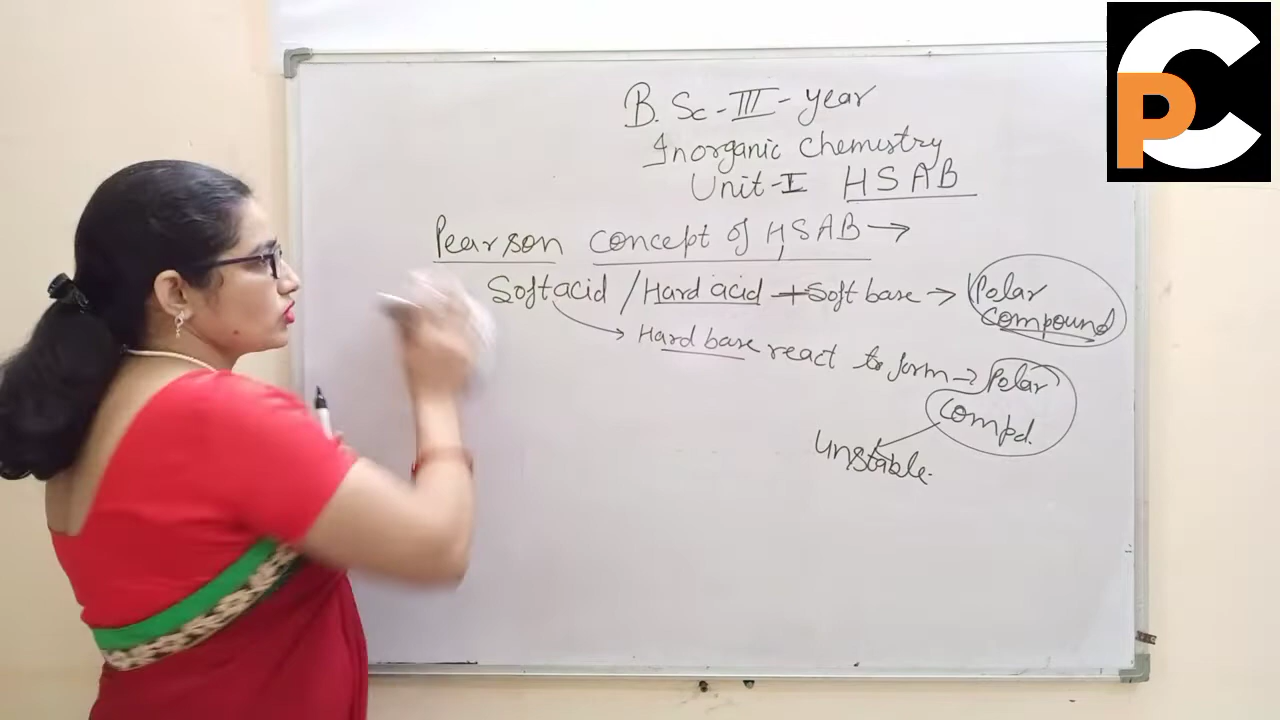 B. Sc - III - year
Inorganic chemistry
Unit-I HSAB
Pearson concept of HSAB →
Soft acid / Hard acid + Soft base → Polar compound
→ Hard base react to form → Polar compd.
Unstable.
PC